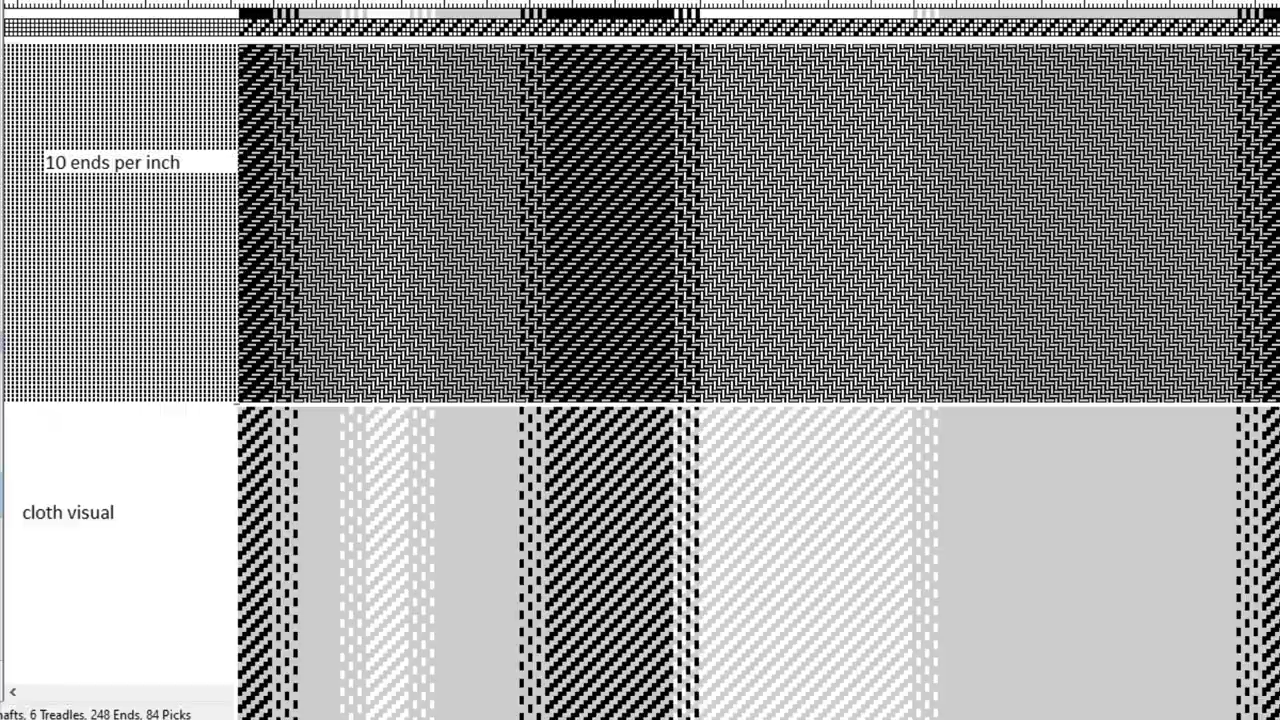 10 ends per inch
cloth visual
6 Treadles, 248 Ends, 84 Picks